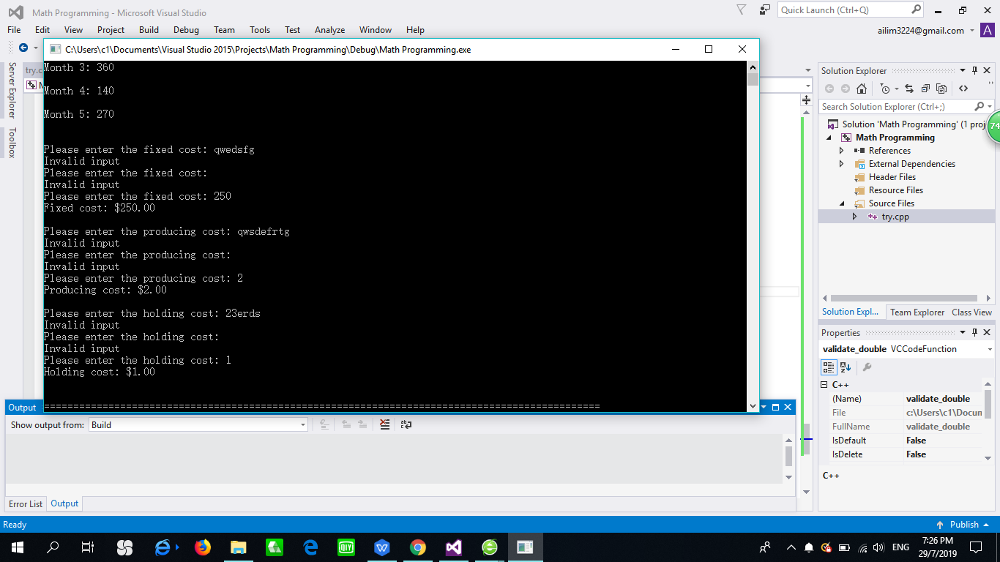 Math Programming - Microsoft Visual Studio
Quick Launch (Ctrl+Q)
File Edit View Project Build Debug Team Tools Test Analyze Window Help
ailim3224@gmail.com
A
C:\Users\c1\Documents\Visual Studio 2015\Projects\Math Programming\Debug\Math Programming.exe
Server Explorer
Toolbox
Month 3: 360
Month 4: 140
Month 5: 270
Please enter the fixed cost: qwedsfg
Invalid input
Please enter the fixed cost:
Invalid input
Please enter the fixed cost: 250
Fixed cost: $250.00
Please enter the producing cost: qwsdefrtg
Invalid input
Please enter the producing cost:
Invalid input
Please enter the producing cost: 2
Producing cost: $2.00
Please enter the holding cost: 23erds
Invalid input
Please enter the holding cost:
Invalid input
Please enter the holding cost: 1
Holding cost: $1.00
===============================================================================================
Solution Explorer
Search Solution Explorer (Ctrl+;)
Solution 'Math Programming' (1 proj
74
Math Programming
References
External Dependencies
Header Files
Resource Files
Source Files
try.cpp
Solution Expl... Team Explorer Class View
Properties
validate_double VCCodeFunction
C++
(Name) validate_double
File c:\Users\c1\Docum
FullName validate_double
IsDefault False
IsDelete False
C++
Output
Show output from: Build
Error List Output
Ready
Publish
DIY
ENG
7:26 PM
29/7/2019